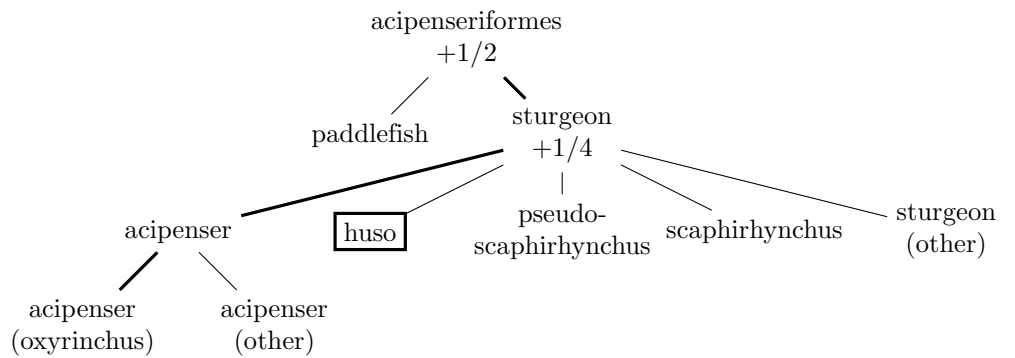 acipenseriformes
+1/2
paddlefish
sturgeon
+1/4
acipenser
huso
pseudo-
scaphirhynchus
scaphirhynchus
sturgeon
(other)
acipenser
(oxyrinchus)
acipenser
(other)